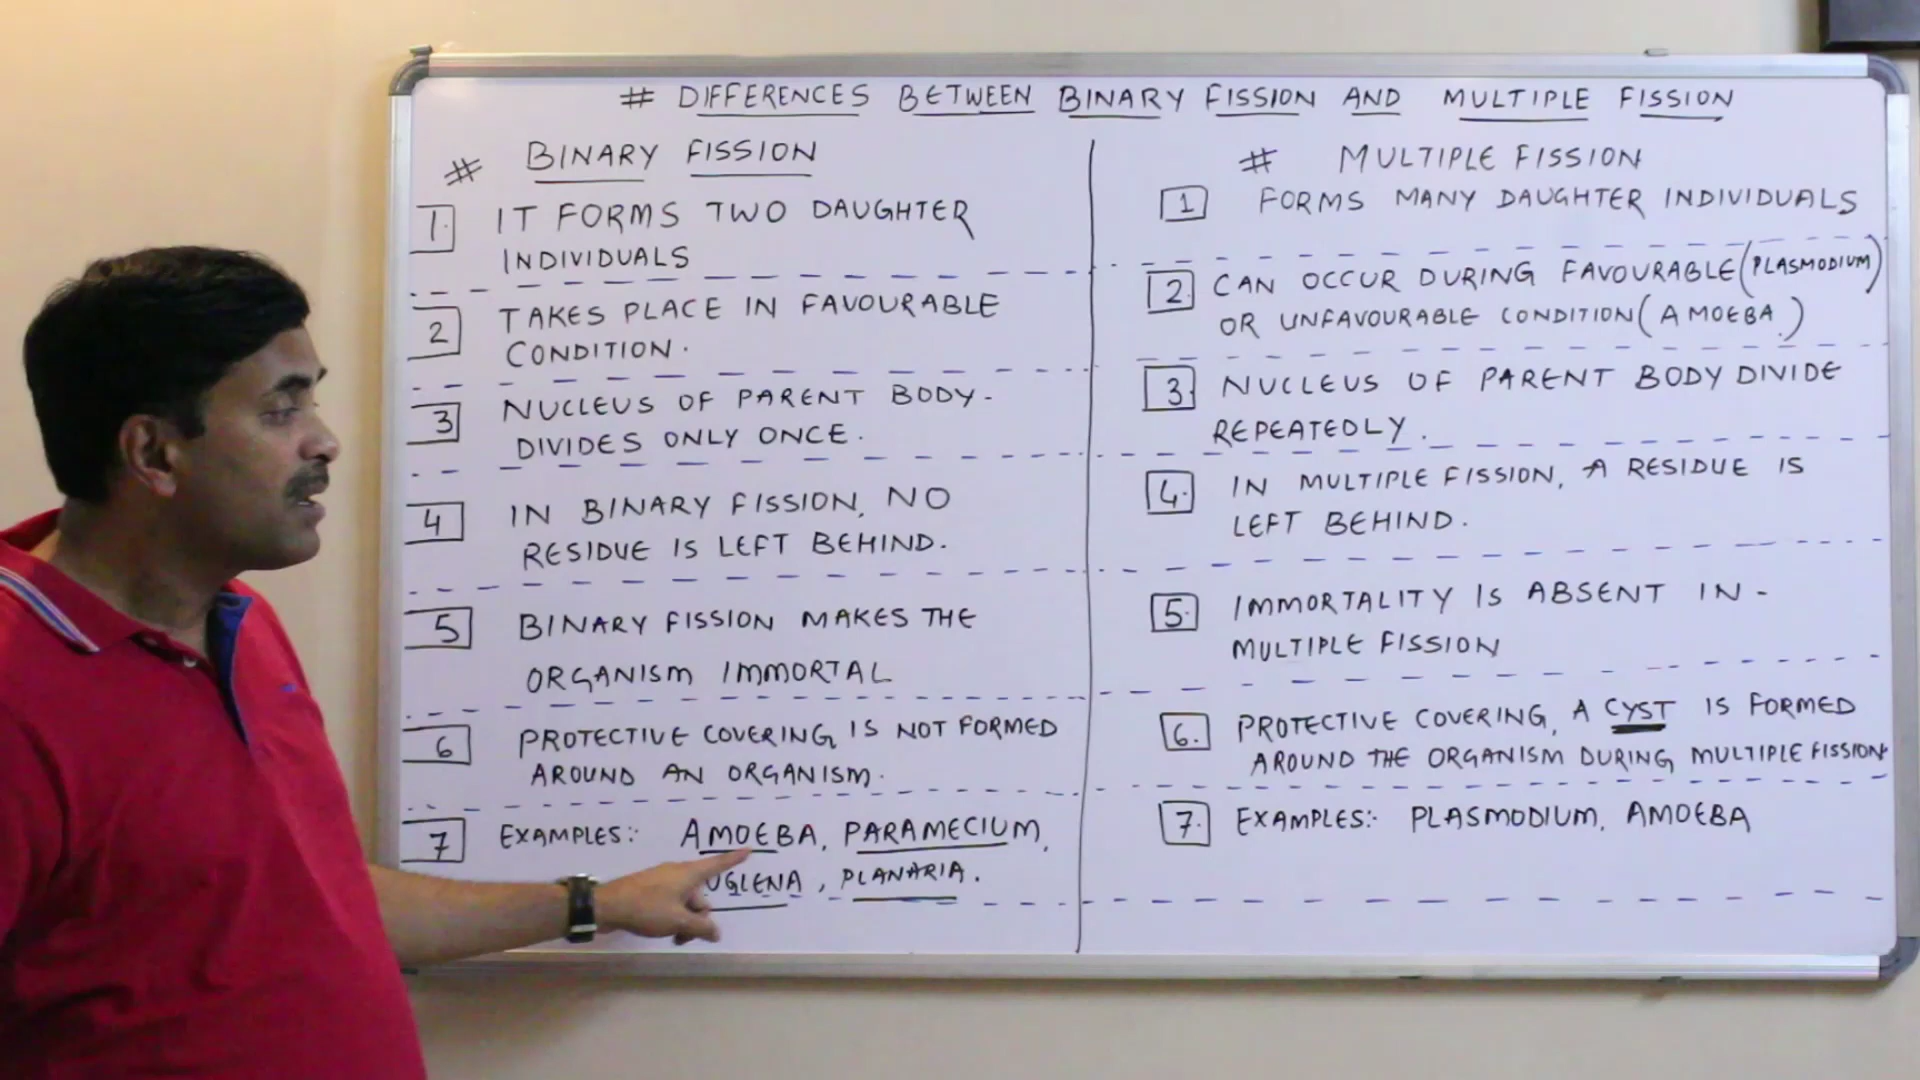 # DIFFERENCES BETWEEN BINARY FISSION AND MULTIPLE FISSION
# BINARY FISSION
1. IT FORMS TWO DAUGHTER
INDIVIDUALS
2 TAKES PLACE IN FAVOURABLE
CONDITION.
3 NUCLEUS OF PARENT BODY-
DIVIDES ONLY ONCE.
4 IN BINARY FISSION, NO
RESIDUE IS LEFT BEHIND.
5 BINARY FISSION MAKES THE
ORGANISM IMMORTAL
6 PROTECTIVE COVERING IS NOT FORMED
AROUND AN ORGANISM.
7 EXAMPLES:- AMOEBA, PARAMECIUM,
UGLENA, PLANARIA.
# MULTIPLE FISSION
1 FORMS MANY DAUGHTER INDIVIDUALS
2. CAN OCCUR DURING FAVOURABLE (PLASMODIUM)
OR UNFAVOURABLE CONDITION (AMOEBA.)
3. NUCLEUS OF PARENT BODY DIVIDE
REPEATEDLY.
4. IN MULTIPLE FISSION, A RESIDUE IS
LEFT BEHIND.
5. IMMORTALITY IS ABSENT IN -
MULTIPLE FISSION
6. PROTECTIVE COVERING, A CYST IS FORMED
AROUND THE ORGANISM DURING MULTIPLE FISSION.
7. EXAMPLES:- PLASMODIUM, AMOEBA